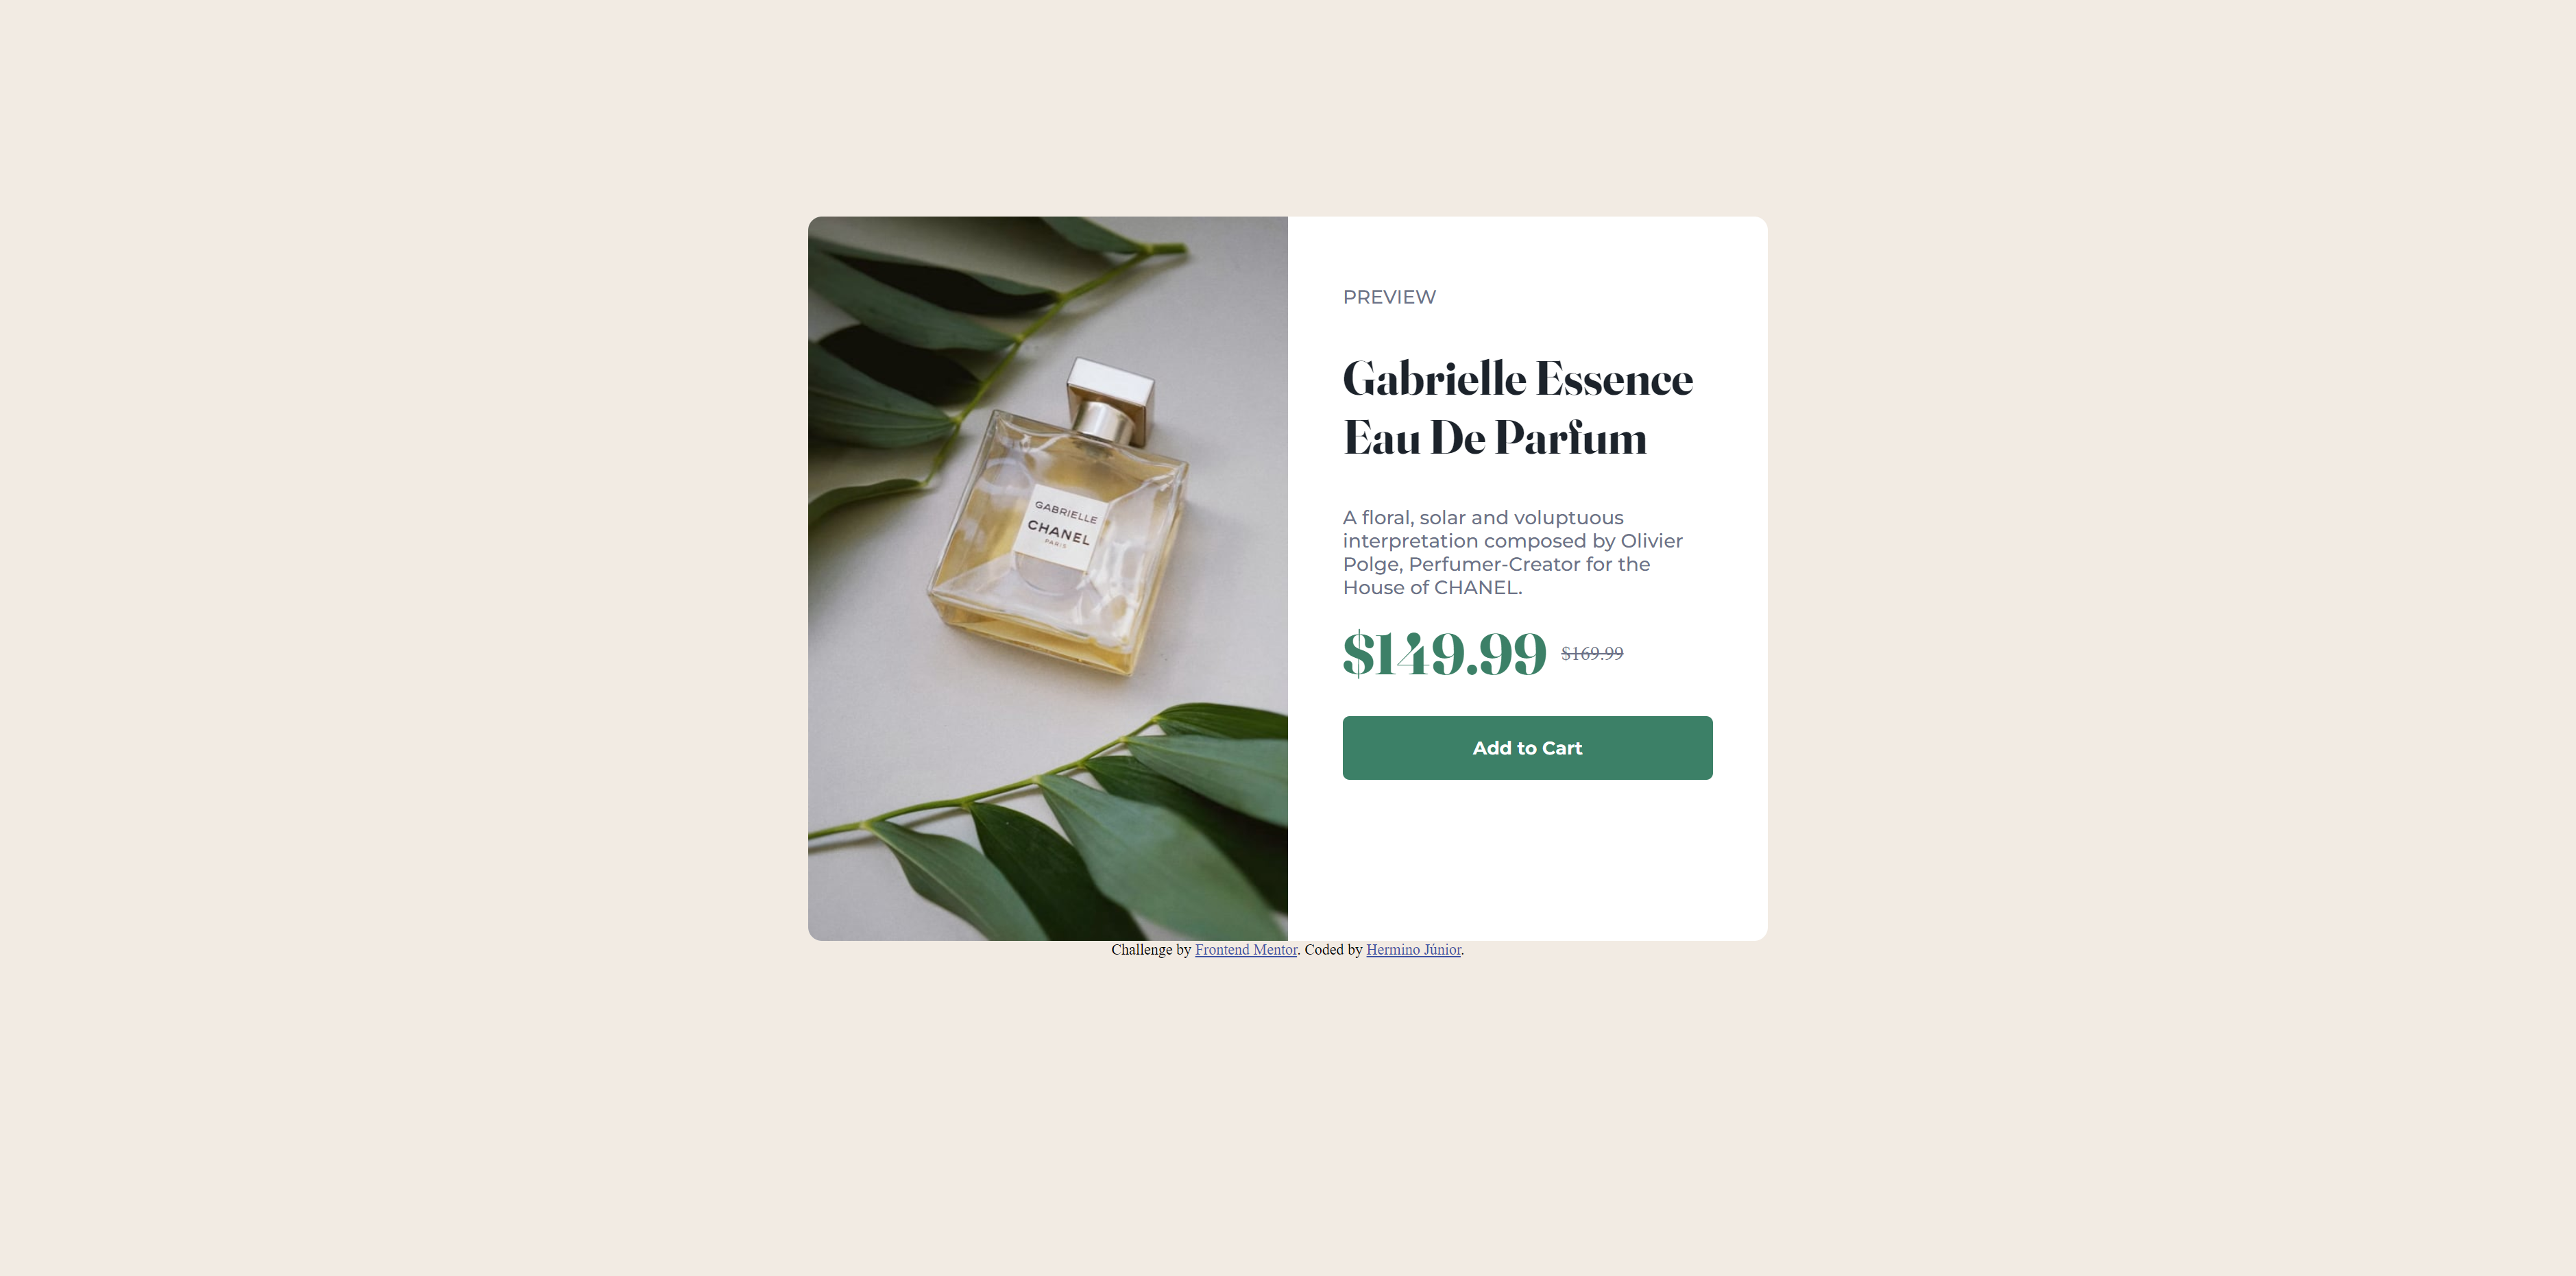 GABRIELLE
CHANEL
PARIS
PREVIEW
Gabrielle Essence
Eau De Parfum
A floral, solar and voluptuous
interpretation composed by Olivier
Polge, Perfumer-Creator for the
House of CHANEL.
$149.99 $169.99
Add to Cart
Challenge by Frontend Mentor. Coded by Hermino Júnior.